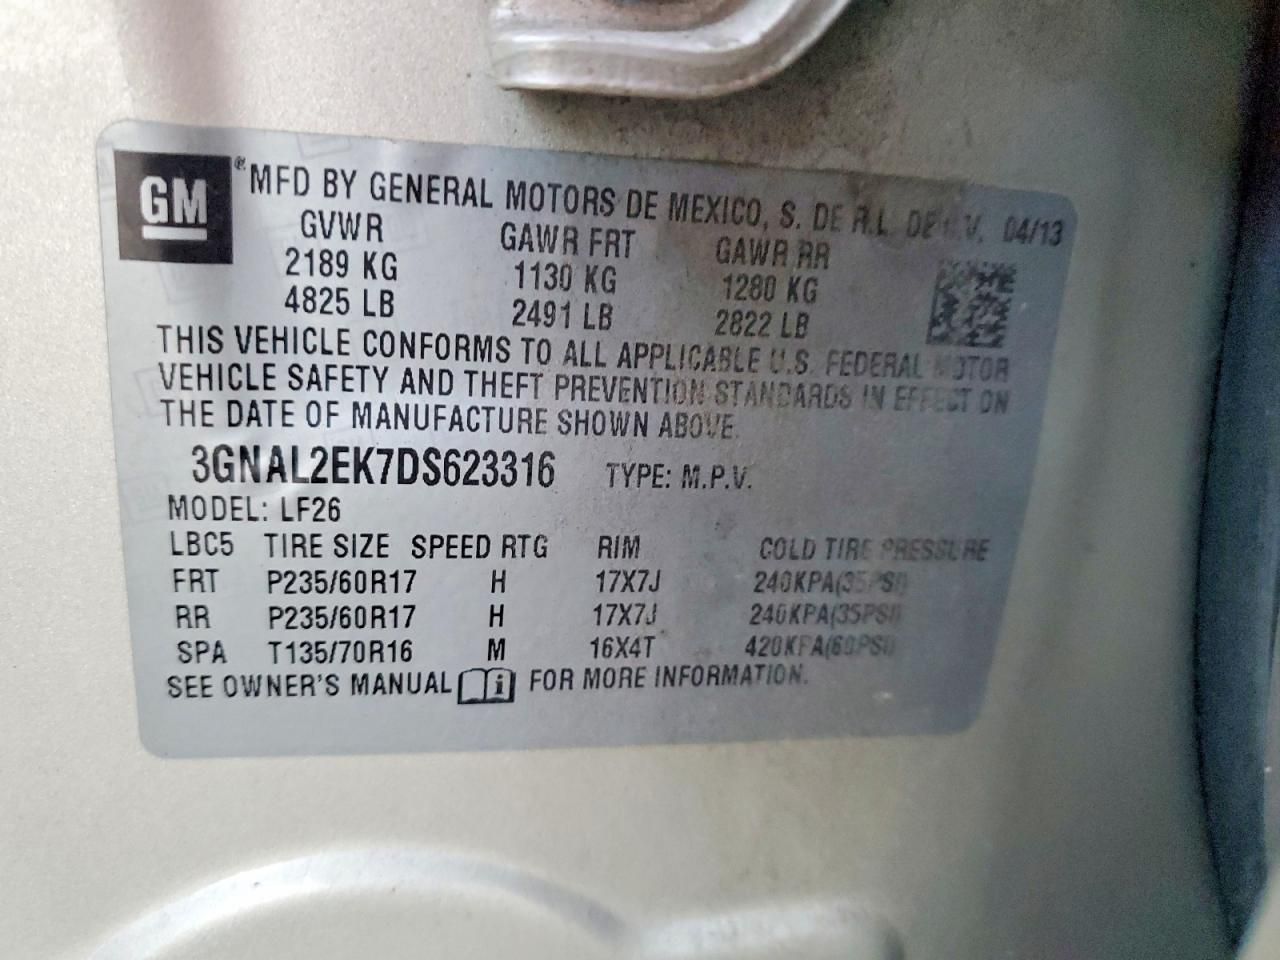 GM
® MFD BY GENERAL MOTORS DE MEXICO, S. DE R.L. DE C.V. 04/13
GVWR GAWR FRT GAWR RR
2189 KG 1130 KG 1280 KG
4825 LB 2491 LB 2822 LB
THIS VEHICLE CONFORMS TO ALL APPLICABLE U.S. FEDERAL MOTOR
VEHICLE SAFETY AND THEFT PREVENTION STANDARDS IN EFFECT ON
THE DATE OF MANUFACTURE SHOWN ABOVE.
3GNAL2EK7DS623316 TYPE: M.P.V.
MODEL: LF26
LBC5 TIRE SIZE SPEED RTG RIM COLD TIRE PRESSURE
FRT P235/60R17 H 17X7J 240KPA(35PSI)
RR P235/60R17 H 17X7J 240KPA(35PSI)
SPA T135/70R16 M 16X4T 420KPA(60PSI)
SEE OWNER'S MANUAL i FOR MORE INFORMATION.